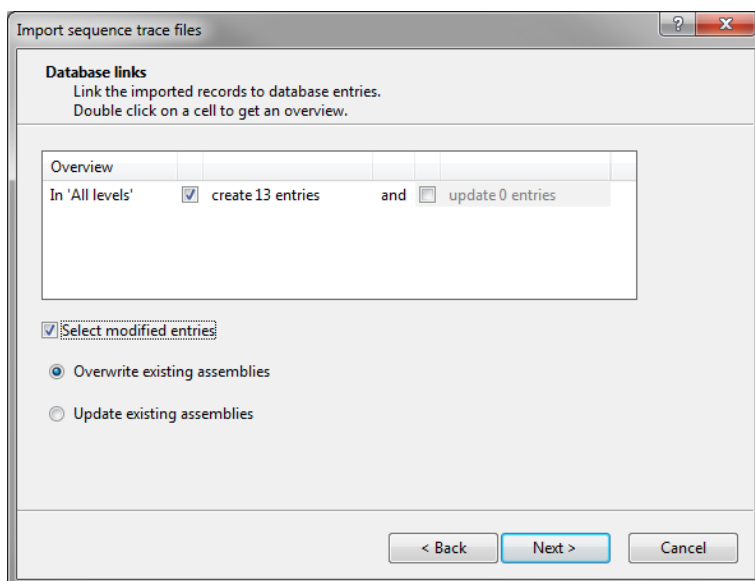 Import sequence trace files
Database links
Link the imported records to database entries.
Double click on a cell to get an overview.
Overview
In 'All levels' create 13 entries and update 0 entries
Select modified entries
Overwrite existing assemblies
Update existing assemblies
< Back Next > Cancel